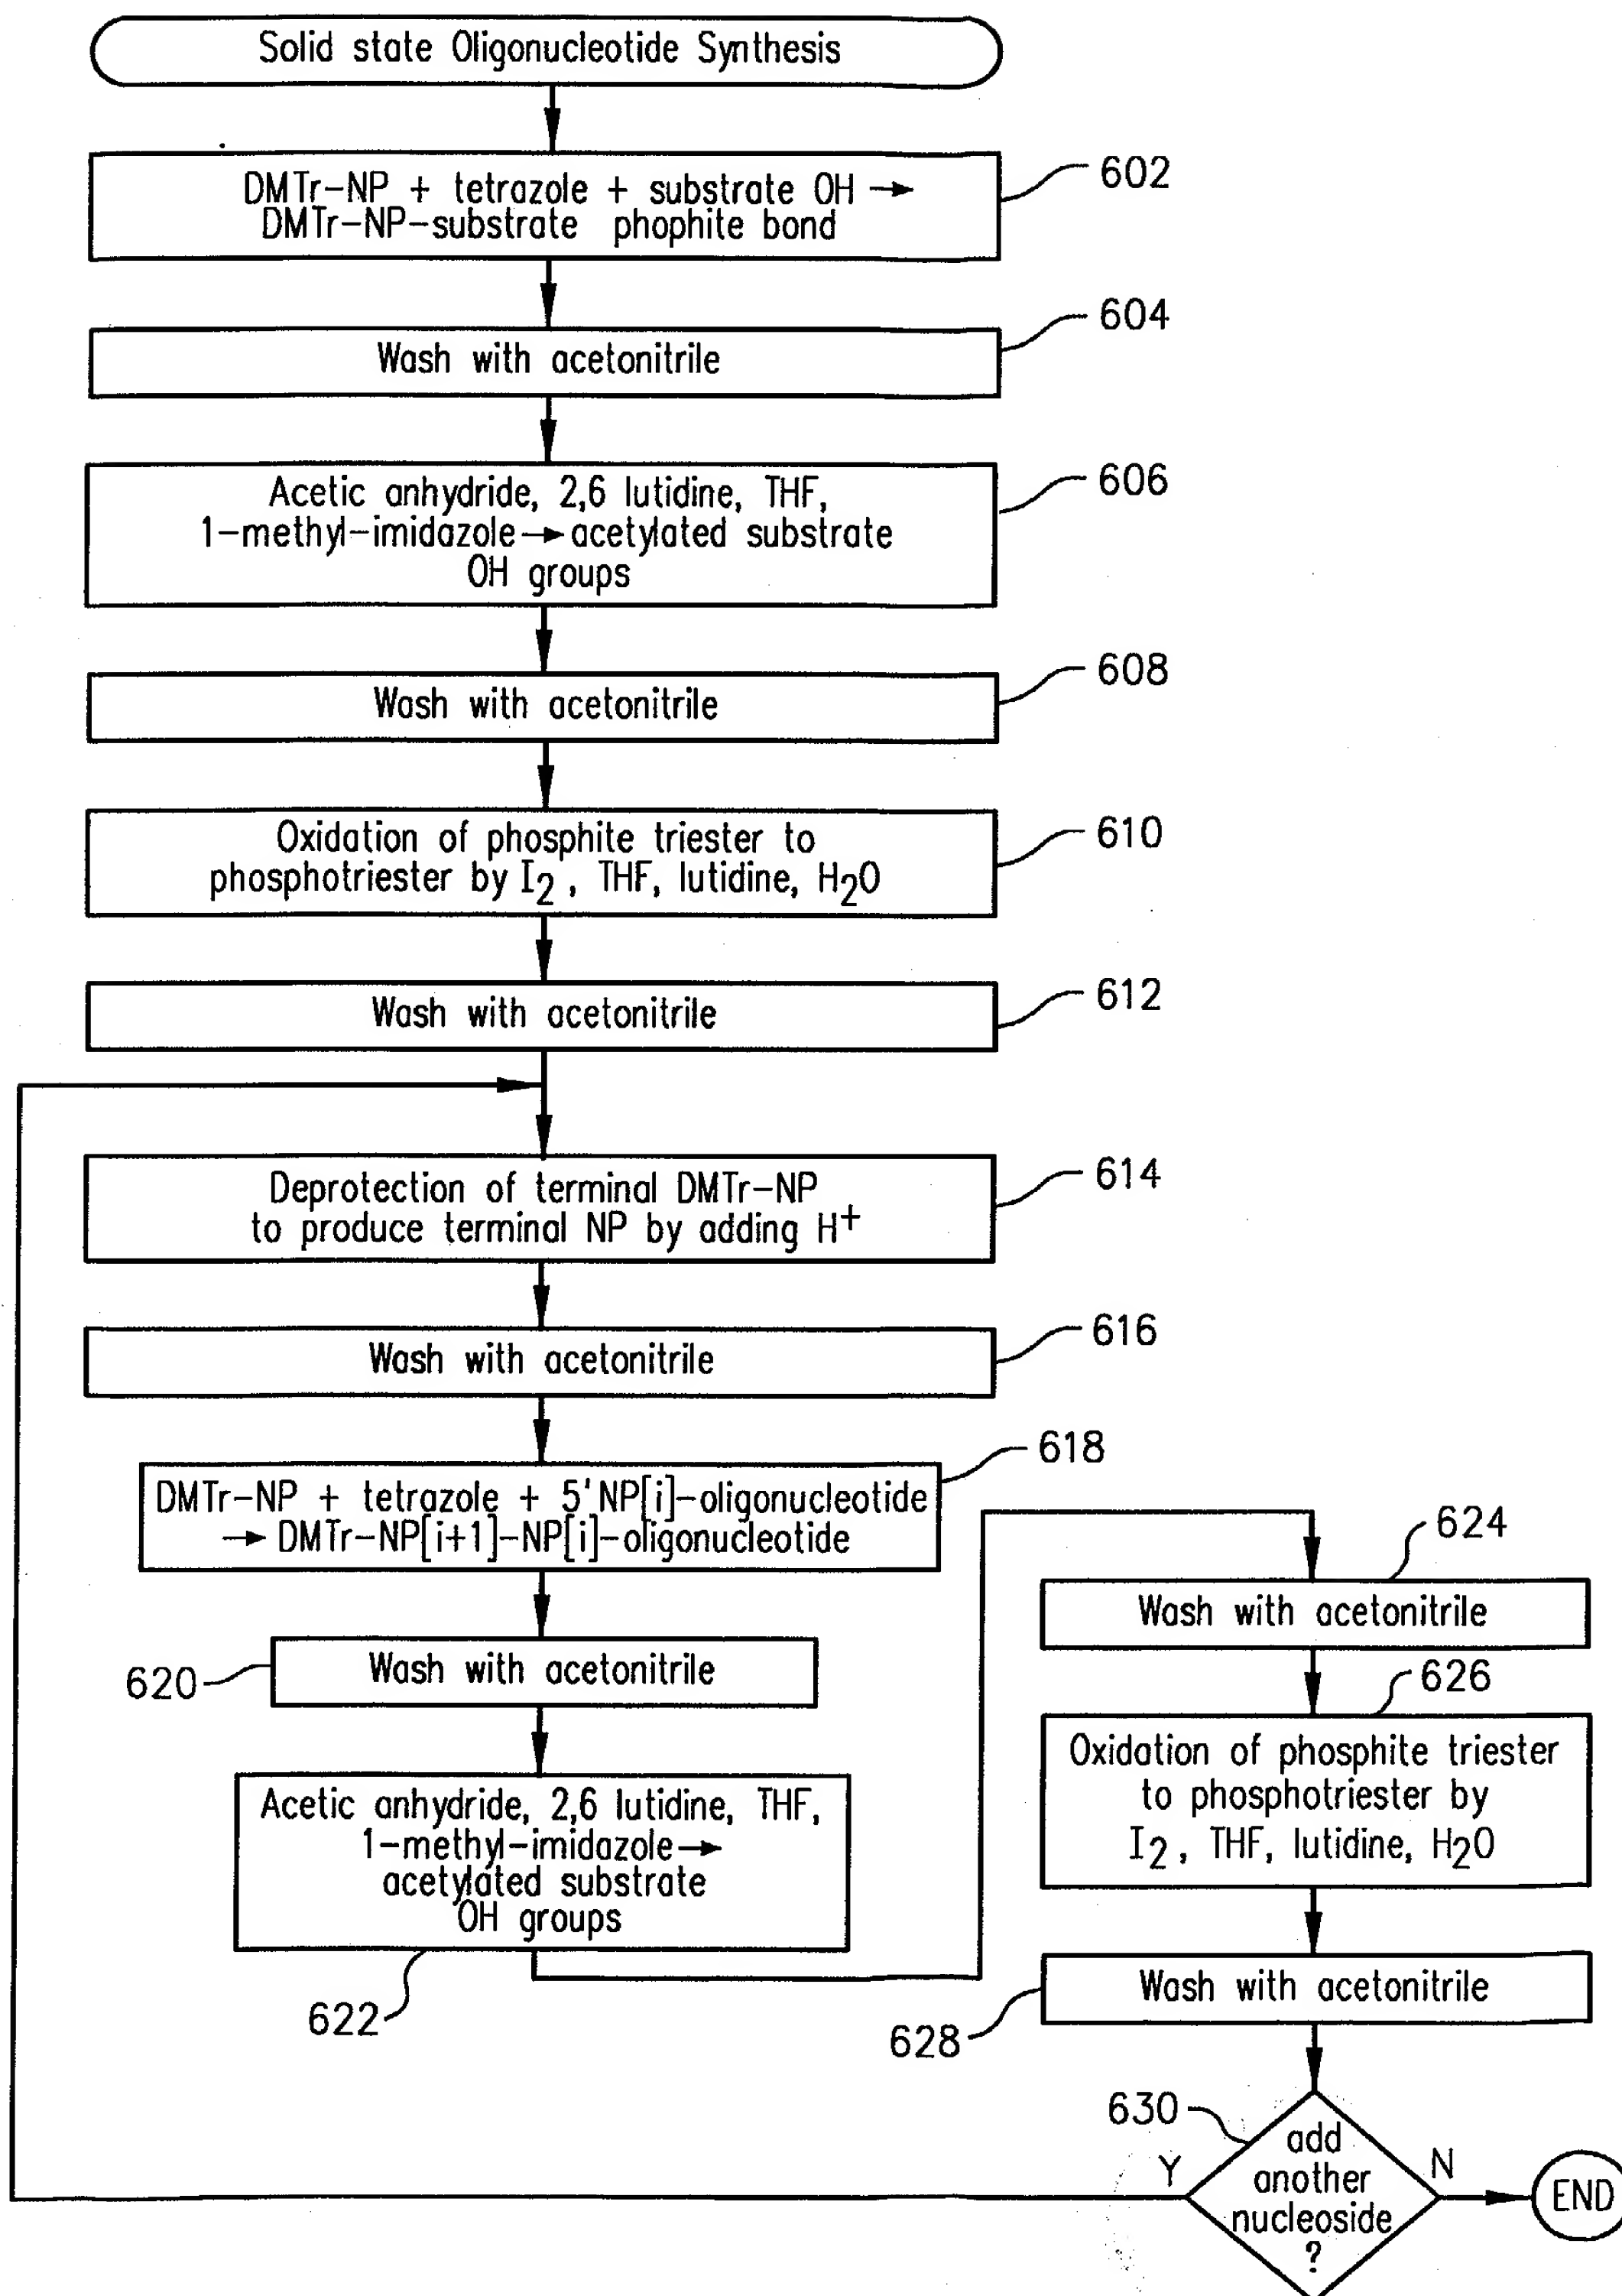 Solid state Oligonucleotide Synthesis
DMTr-NP + tetrazole + substrate OH →
DMTr-NP-substrate phophite bond
602
Wash with acetonitrile
604
Acetic anhydride, 2,6 lutidine, THF,
1-methyl-imidazole → acetylated substrate
OH groups
606
Wash with acetonitrile
608
Oxidation of phosphite triester to
phosphotriester by I₂, THF, lutidine, H₂O
610
Wash with acetonitrile
612
Deprotection of terminal DMTr-NP
to produce terminal NP by adding H⁺
614
Wash with acetonitrile
616
DMTr-NP + tetrazole + 5'NP[i]-oligonucleotide
→ DMTr-NP[i+1]-NP[i]-oligonucleotide
618
Wash with acetonitrile
620
Acetic anhydride, 2,6 lutidine, THF,
1-methyl-imidazole →
acetylated substrate
OH groups
622
Wash with acetonitrile
624
Oxidation of phosphite triester
to phosphotriester by
I₂, THF, lutidine, H₂O
626
Wash with acetonitrile
628
add
another
nucleoside
?
630
Y
N
END